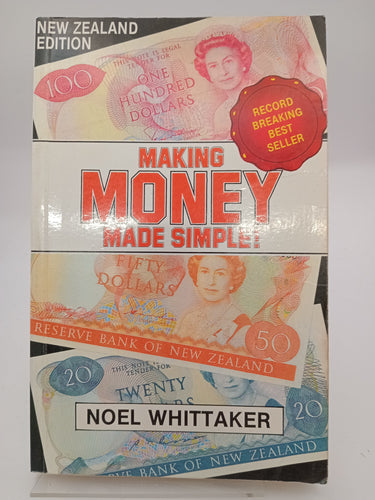 NEW ZEALAND
EDITION
THIS NOTE IS LEGAL
TENDER FOR
100
ONE
HUNDRED
DOLLARS
RECORD
BREAKING
BEST
SELLER
MAKING
MONEY
MADE SIMPLE!
FIFTY
DOLLARS
50
RESERVE BANK OF NEW ZEALAND
THIS NOTE IS
TENDER FOR
20
TWENTY
20
NOEL WHITTAKER
RVE BANK OF NEW ZEALAND